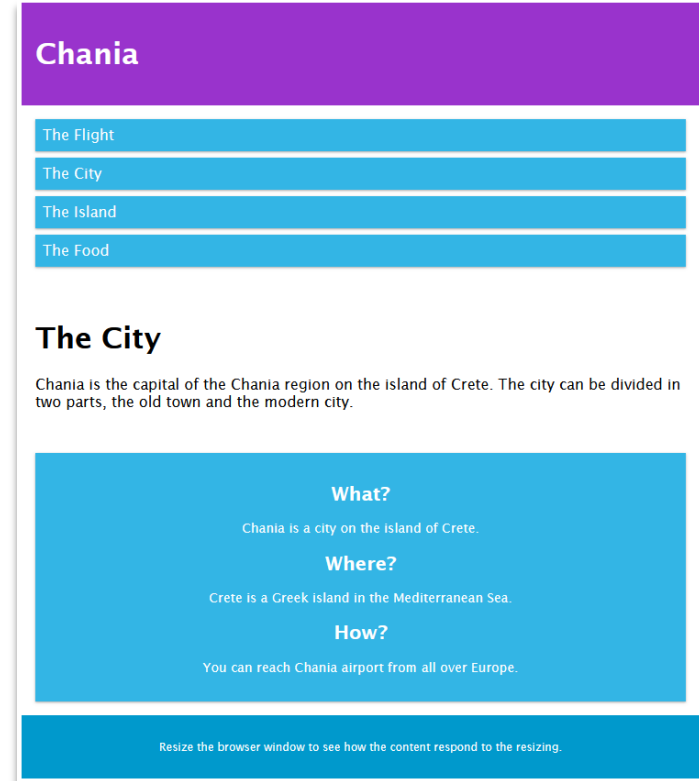 Chania
The Flight
The City
The Island
The Food
The City
Chania is the capital of the Chania region on the island of Crete. The city can be divided in
two parts, the old town and the modern city.
What?
Chania is a city on the island of Crete.
Where?
Crete is a Greek island in the Mediterranean Sea.
How?
You can reach Chania airport from all over Europe.
Resize the browser window to see how the content respond to the resizing.